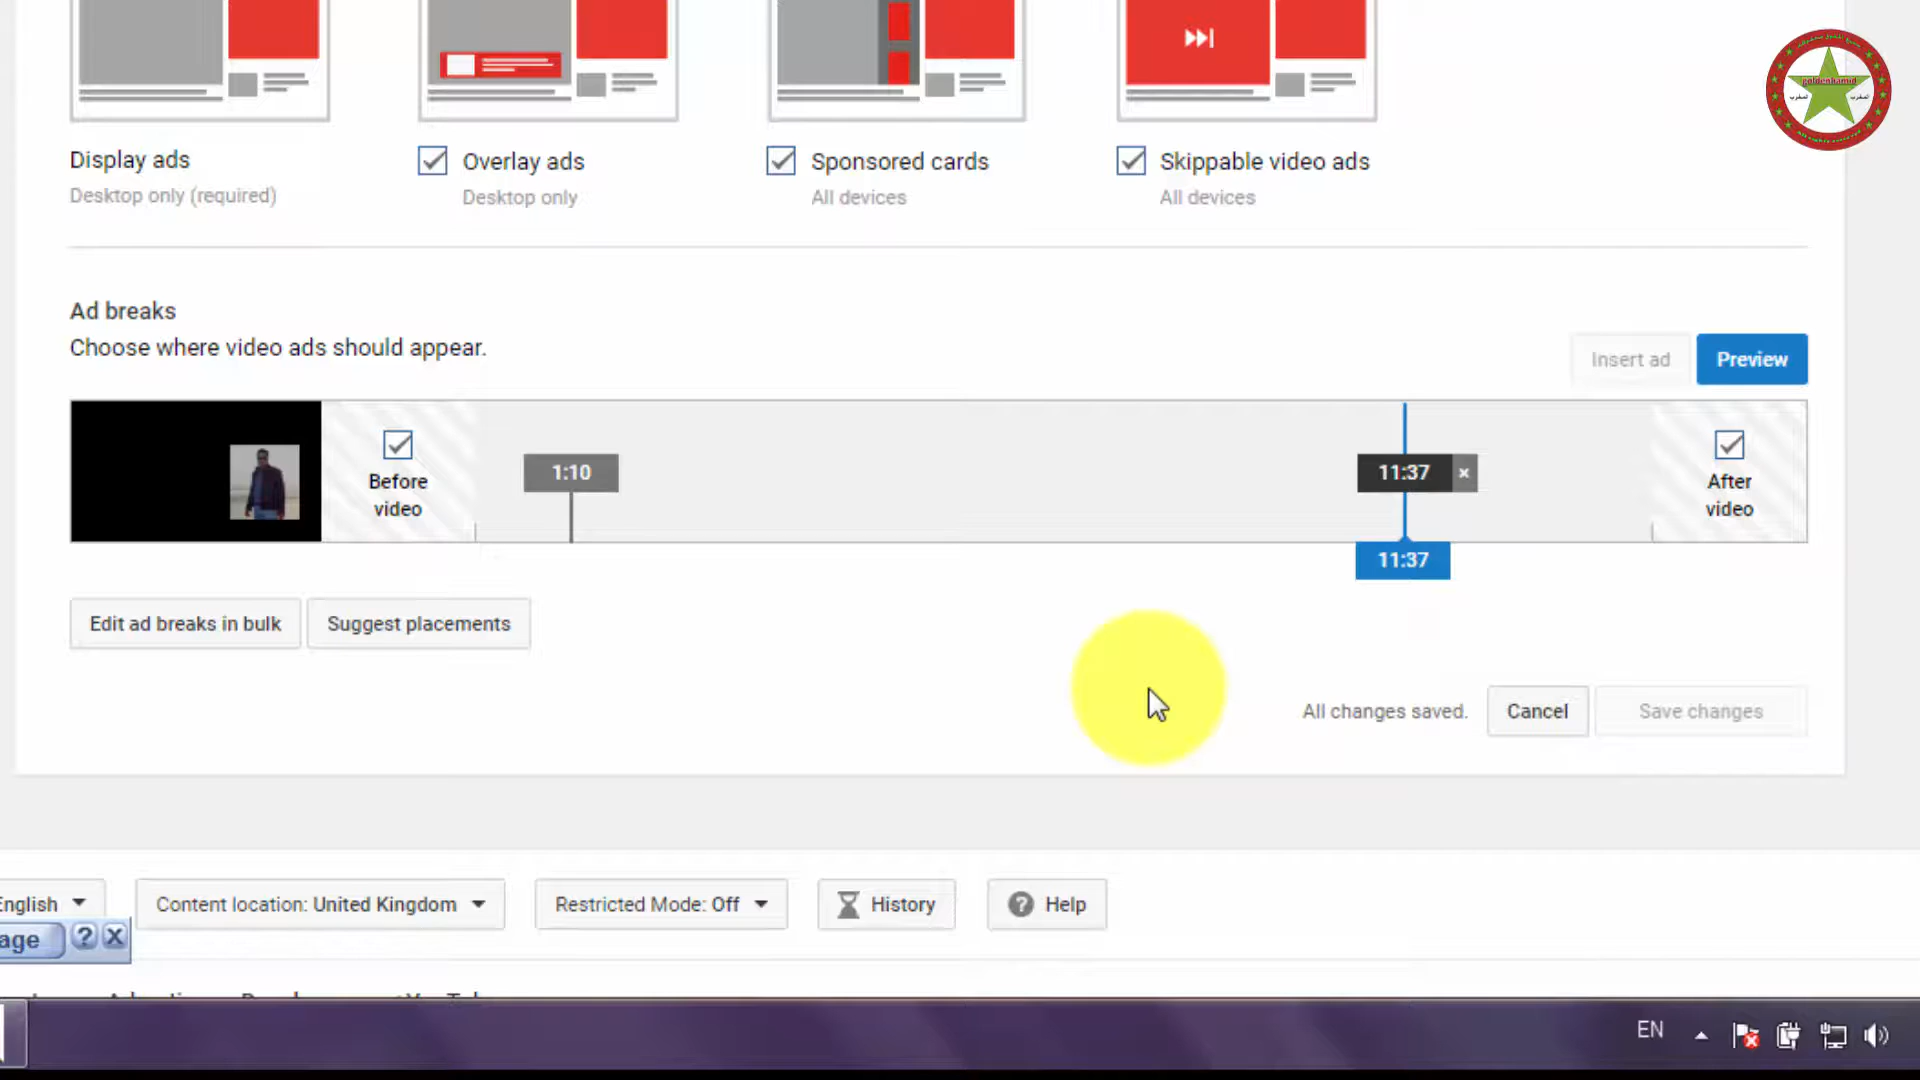 goldenhamid
المغرب
المغرب
Display ads
Desktop only (required)
Overlay ads
Desktop only
Sponsored cards
All devices
Skippable video ads
All devices
Ad breaks
Choose where video ads should appear.
Insert ad
Preview
Before
video
1:10
11:37
After
video
11:37
Edit ad breaks in bulk
Suggest placements
All changes saved.
Cancel
Save changes
English
Content location: United Kingdom
Restricted Mode: Off
History
Help
age
EN